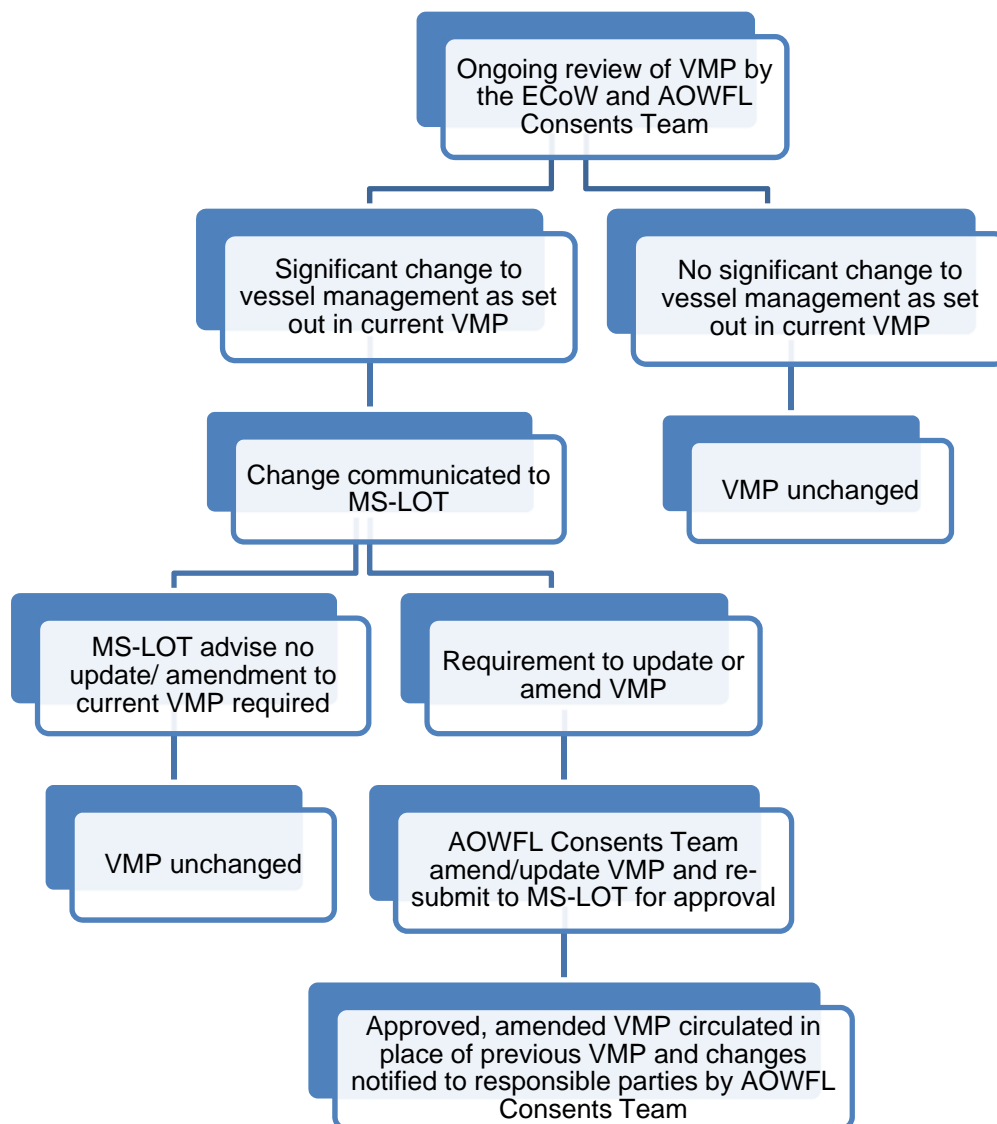 Ongoing review of VMP by
the ECoW and AOWFL
Consents Team
Significant change to
vessel management as set
out in current VMP
No significant change to
vessel management as set
out in current VMP
Change communicated to
MS-LOT
VMP unchanged
MS-LOT advise no
update/ amendment to
current VMP required
Requirement to update or
amend VMP
VMP unchanged
AOWFL Consents Team
amend/update VMP and re-
submit to MS-LOT for approval
Approved, amended VMP circulated in
place of previous VMP and changes
notified to responsible parties by AOWFL
Consents Team